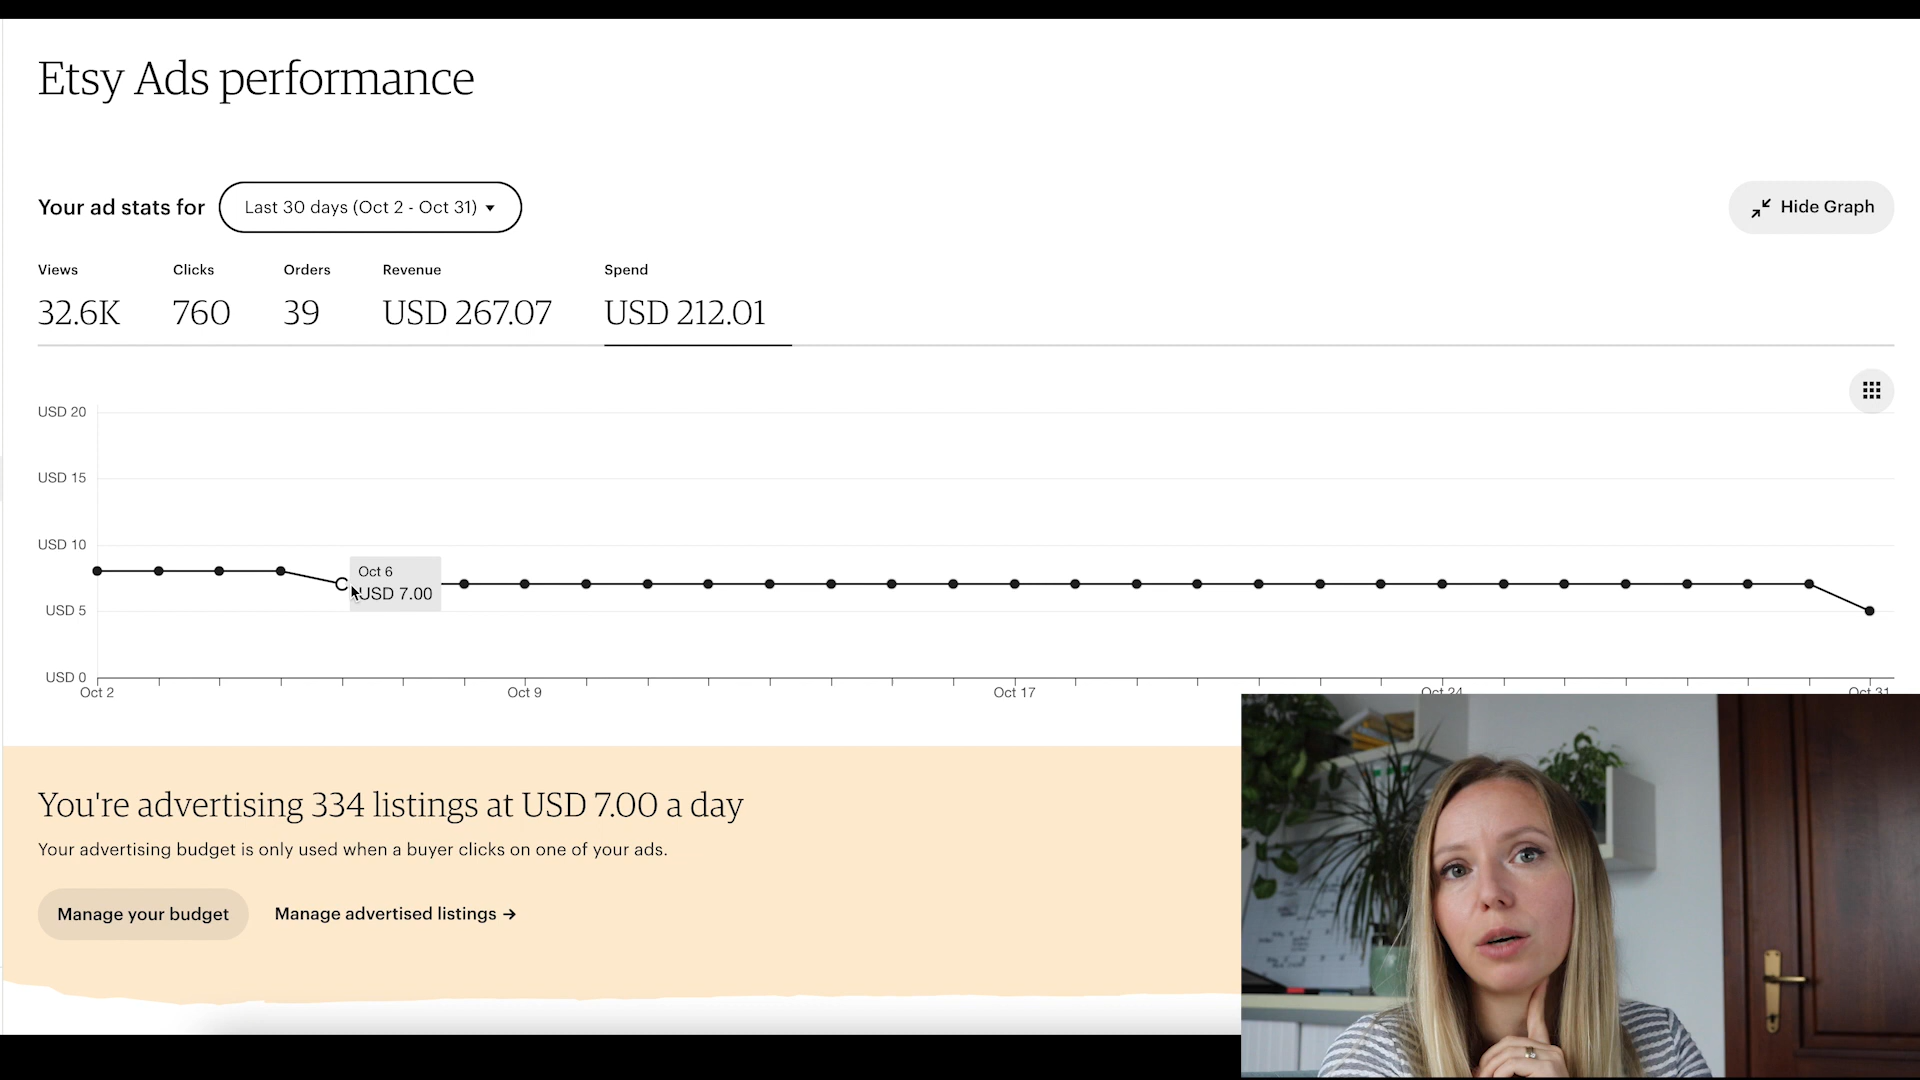 Etsy Ads performance
Your ad stats for
Last 30 days (Oct 2 - Oct 31)
Hide Graph
Views
Clicks
Orders
Revenue
Spend
32.6K
760
39
USD 267.07
USD 212.01
USD 20
USD 15
USD 10
USD 5
USD 0
Oct 6
USD 7.00
Oct 2
Oct 9
Oct 17
Oct 24
Oct 31
You're advertising 334 listings at USD 7.00 a day
Your advertising budget is only used when a buyer clicks on one of your ads.
Manage your budget
Manage advertised listings →